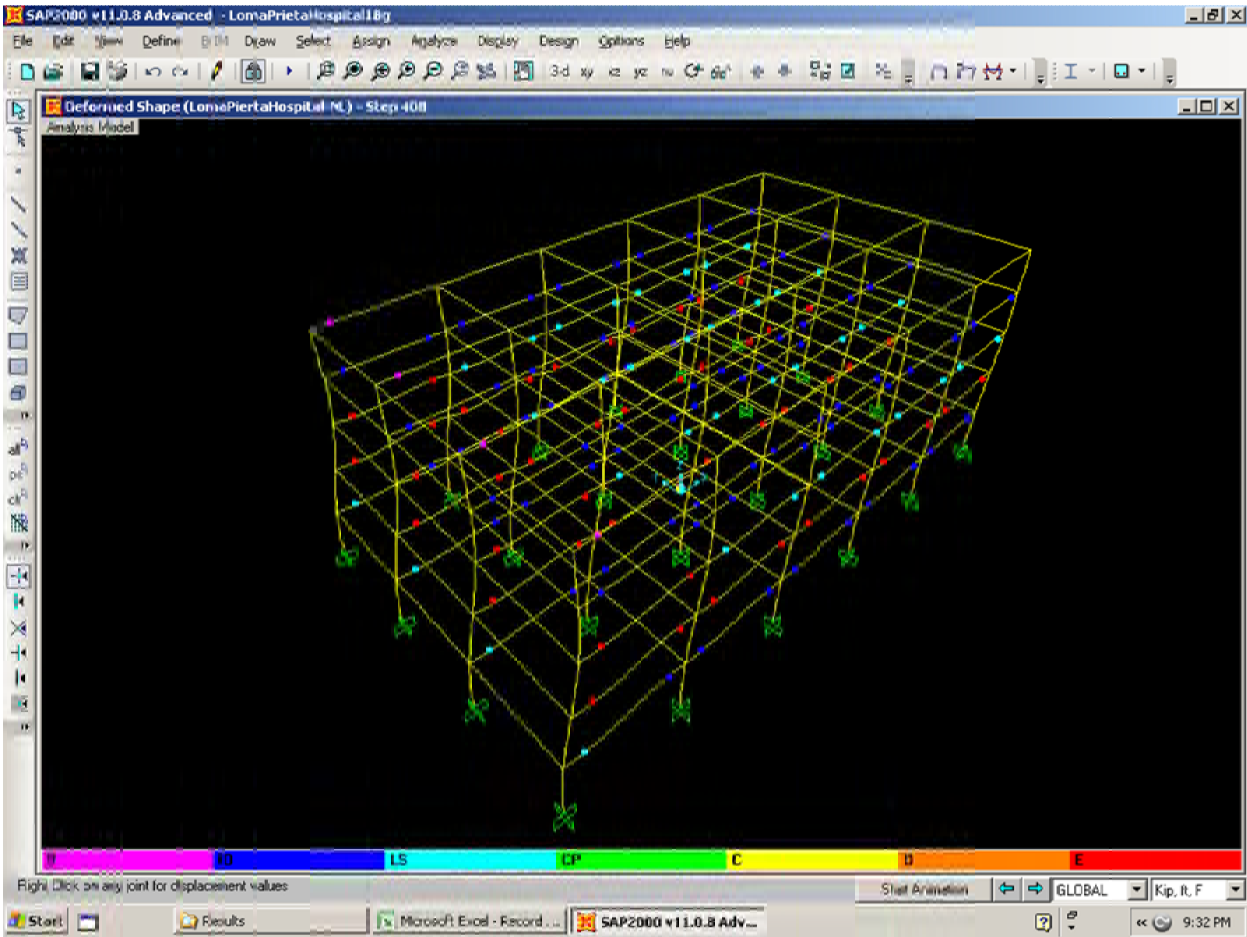 SAP2000 v11.0.8 Advanced - LomaPrietaHospital18g
File Edit View Define Draw Select Assign Analyze Display Design Options Help
3-d xy xz yz nv
Deformed Shape (LomaPiertaHospital-NL) - Step 408
Analysis Model
B IO LS CP C D E
Right Click on any joint for displacement values
Start Animation
GLOBAL
Kip, ft, F
Start
Results
Microsoft Excel - Record ...
SAP2000 v11.0.8 Adv...
9:32 PM